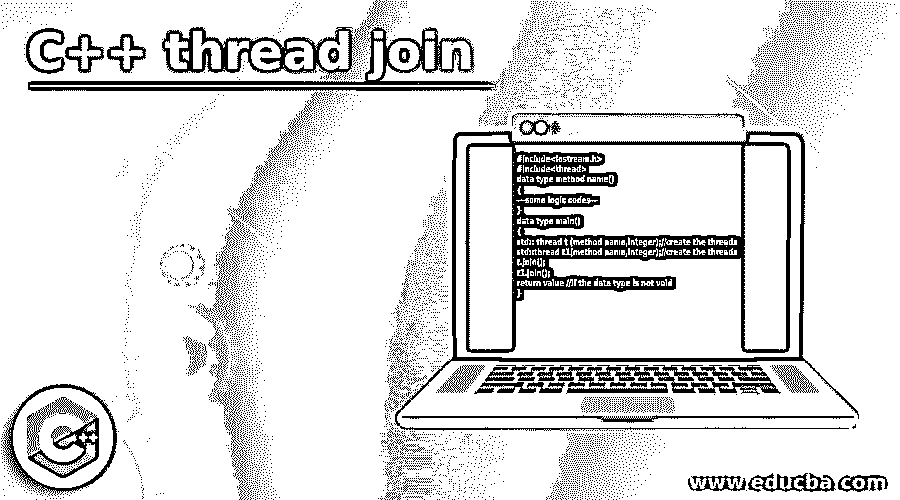 C++ thread join
#include<iostream.h>
#include<thread>
data type method name()
{
---some logic codes---
}
data type main()
{
std:: thread t (method name,integer);//create the threads
std:thread t1(method name,integer);//create the threads
t.join();
t1.join();
return value //if the data type is not void
}
www.educba.com